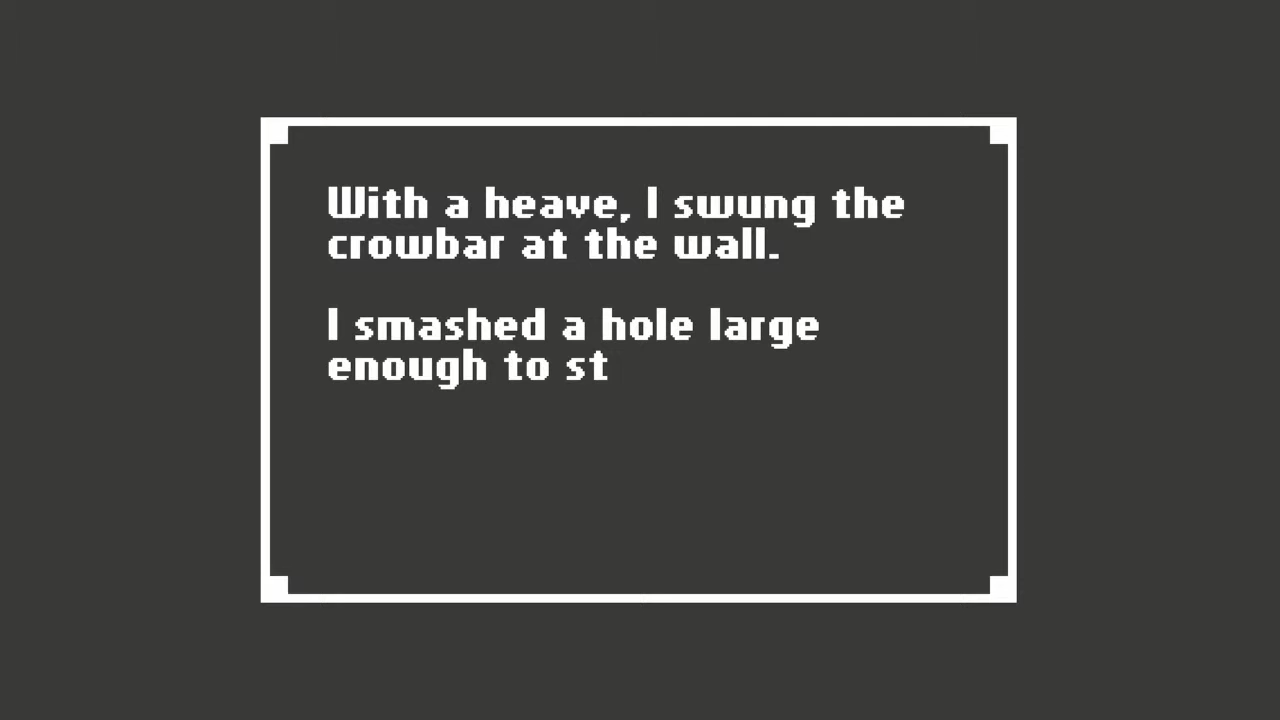 With a heave, I swung the
crowbar at the wall.
I smashed a hole large
enough to st